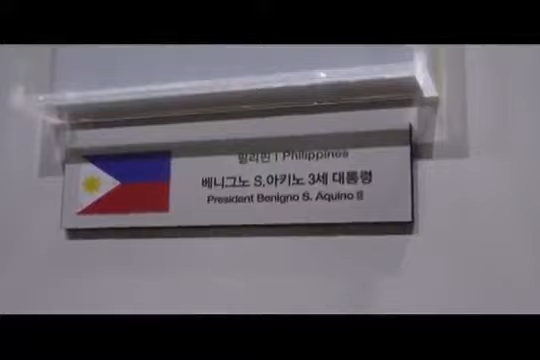 필리핀 | Philippines
베니그노 S.아키노 3세 대통령
President Benigno S. Aquino Ⅲ